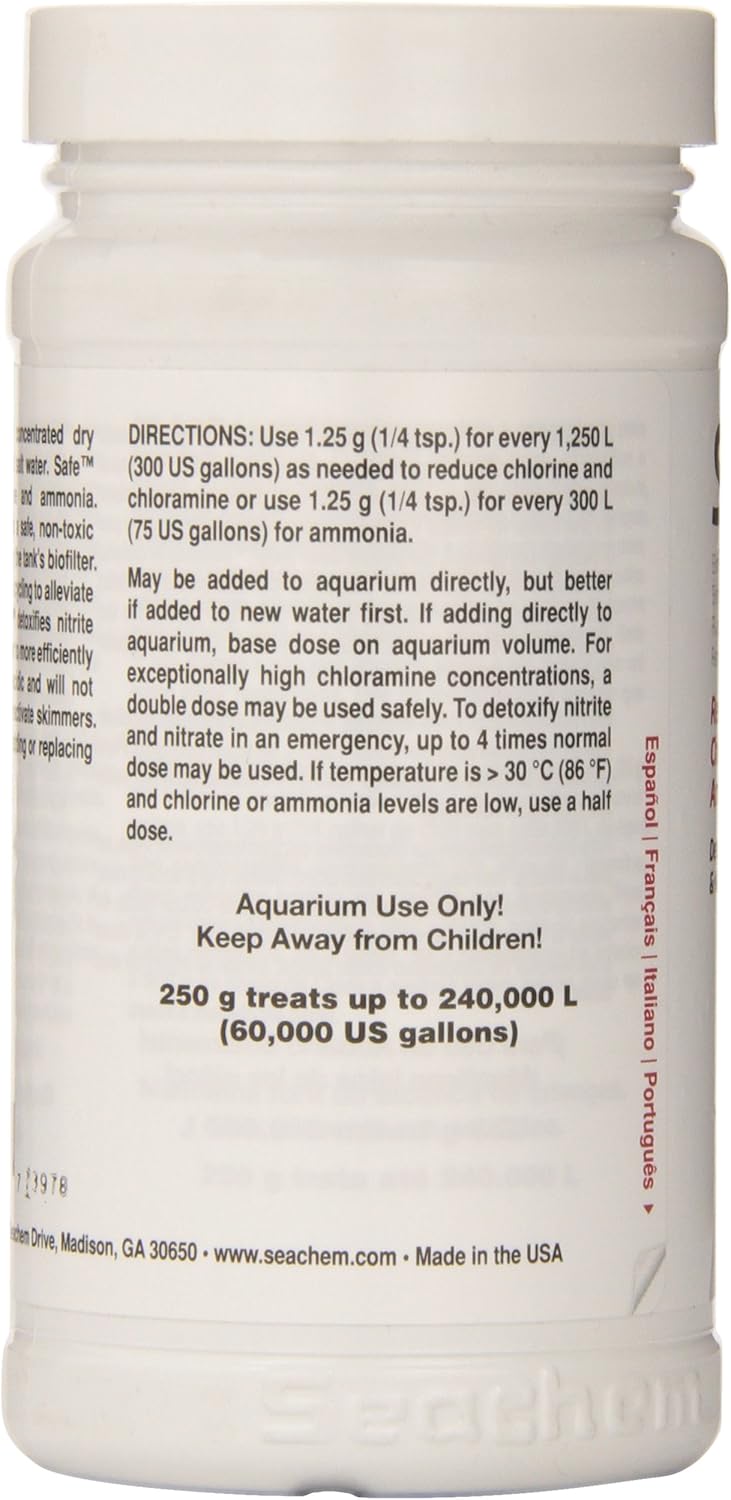 concentrated dry
salt water. Safe™
and ammonia.
safe, non-toxic
tank's biofilter.
cycling to alleviate
detoxifies nitrite
more efficiently
and will not
skimmers.
or replacing
DIRECTIONS: Use 1.25 g (1/4 tsp.) for every 1,250 L
(300 US gallons) as needed to reduce chlorine and
chloramine or use 1.25 g (1/4 tsp.) for every 300 L
(75 US gallons) for ammonia.
May be added to aquarium directly, but better
if added to new water first. If adding directly to
aquarium, base dose on aquarium volume. For
exceptionally high chloramine concentrations, a
double dose may be used safely. To detoxify nitrite
and nitrate in an emergency, up to 4 times normal
dose may be used. If temperature is > 30 °C (86 °F)
and chlorine or ammonia levels are low, use a half
dose.
Aquarium Use Only!
Keep Away from Children!
250 g treats up to 240,000 L
(60,000 US gallons)
Español | Français | Italiano | Português ►
Drive, Madison, GA 30650 • www.seachem.com • Made in the USA
Seachem